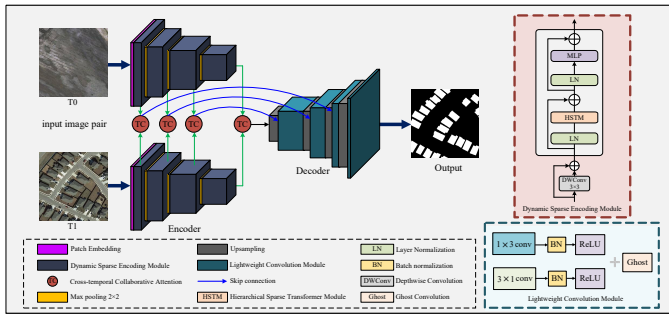 T0
input image pair
T1
TC
TC
TC
TC
Encoder
Decoder
Output
MLP
LN
HSTM
LN
DWConv
3×3
Dynamic Sparse Encoding Module
1 × 3 conv
BN
ReLU
3 × 1 conv
BN
ReLU
Ghost
Lightweight Convolution Module
Patch Embedding
Dynamic Sparse Encoding Module
TC
Cross-temporal Collaborative Attention
Max pooling 2×2
Upsampling
Lightweight Convolution Module
Skip connection
HSTM
Hierarchical Sparse Transformer Module
LN
Layer Normalization
BN
Batch normalization
DWConv
Depthwise Convolution
Ghost
Ghost Convolution